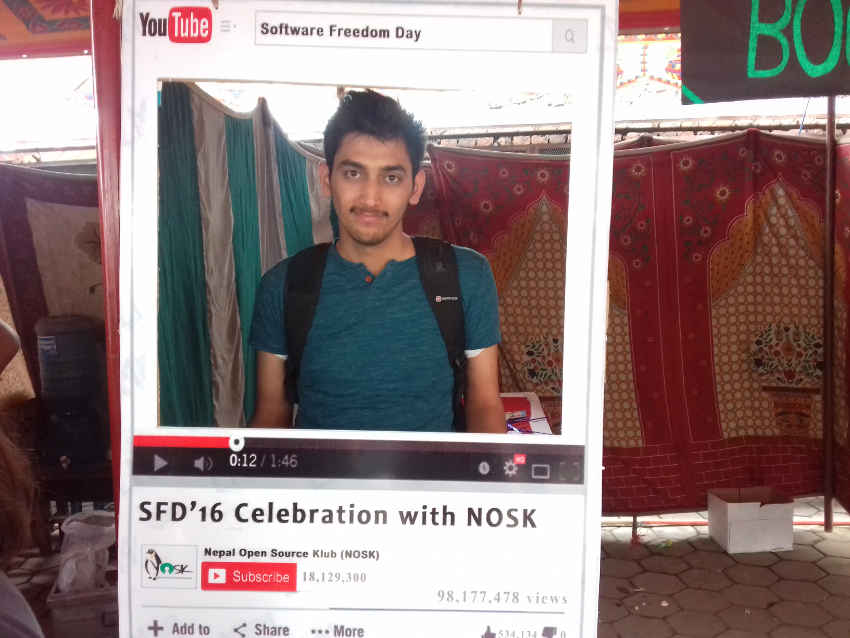 YouTube
Software Freedom Day
BO
0:12 / 1:46
HD
SFD'16 Celebration with NOSK
Nepal Open Source Klub (NOSK)
NOSK
Subscribe 18,129,300
98,177,478 views
Add to Share More
524,134 0